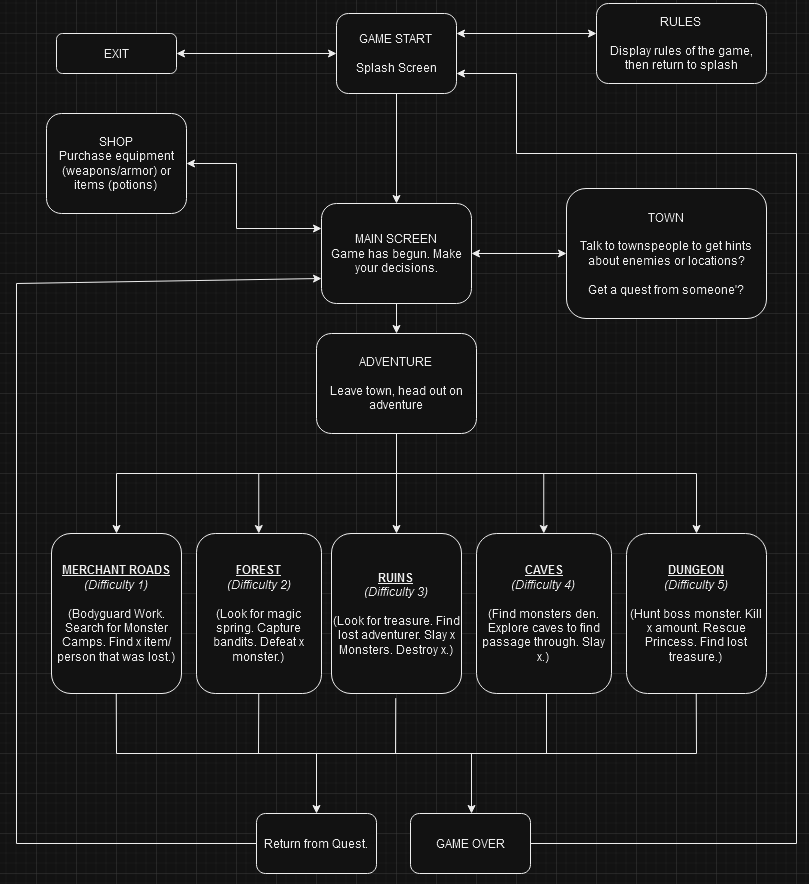 RULES
Display rules of the game,
then return to splash
GAME START
Splash Screen
EXIT
SHOP
Purchase equipment
(weapons/armor) or
items (potions)
MAIN SCREEN
Game has begun. Make
your decisions.
TOWN
Talk to townspeople to get hints
about enemies or locations?
Get a quest from someone'?
ADVENTURE
Leave town, head out on
adventure
MERCHANT ROADS
(Difficulty 1)
(Bodyguard Work.
Search for Monster
Camps. Find x item/
person that was lost.)
FOREST
(Difficulty 2)
(Look for magic
spring. Capture
bandits. Defeat x
monster.)
RUINS
(Difficulty 3)
(Look for treasure. Find
lost adventurer. Slay x
Monsters. Destroy x.)
CAVES
(Difficulty 4)
(Find monsters den.
Explore caves to find
passage through. Slay
x.)
DUNGEON
(Difficulty 5)
(Hunt boss monster. Kill
x amount. Rescue
Princess. Find lost
treasure.)
Return from Quest.
GAME OVER